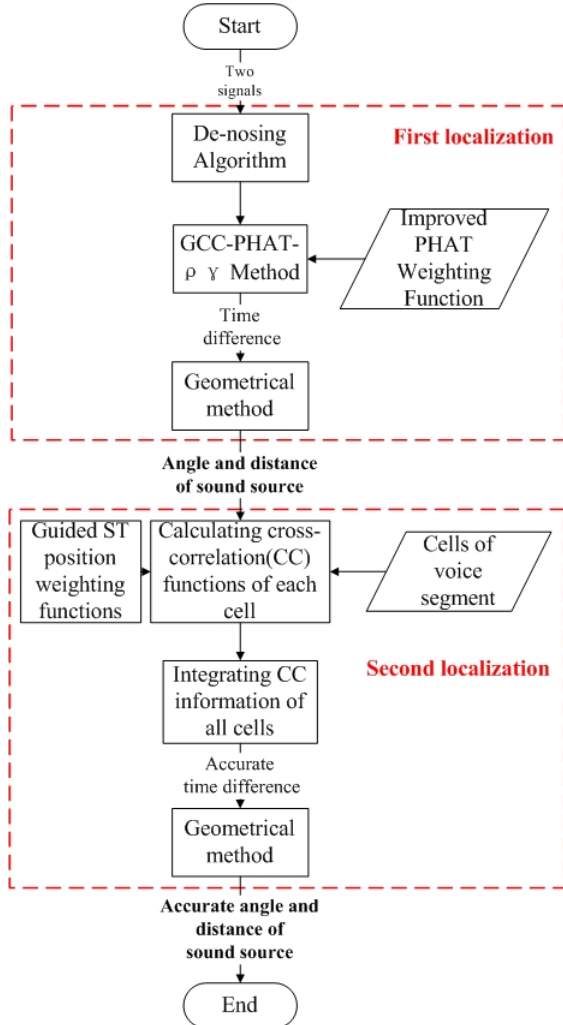 Start
Two
signals
First localization
De-nosing
Algorithm
GCC-PHAT-
ρ γ Method
Improved
PHAT
Weighting
Function
Time
difference
Geometrical
method
Angle and distance
of sound source
Guided ST
position
weighting
functions
Calculating cross-
correlation(CC)
functions of each
cell
Cells of
voice
segment
Second localization
Integrating CC
information of
all cells
Accurate
time difference
Geometrical
method
Accurate angle and
distance of
sound source
End